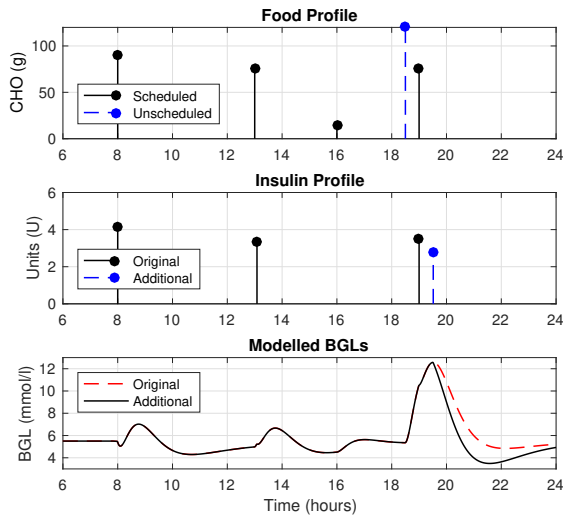 Food Profile
CHO (g)
100
50
0
Scheduled
Unscheduled
6 8 10 12 14 16 18 20 22 24
Insulin Profile
Units (U)
6
4
2
0
Original
Additional
6 8 10 12 14 16 18 20 22 24
Modelled BGLs
BGL (mmol/l)
12
10
8
6
4
Original
Additional
6 8 10 12 14 16 18 20 22 24
Time (hours)